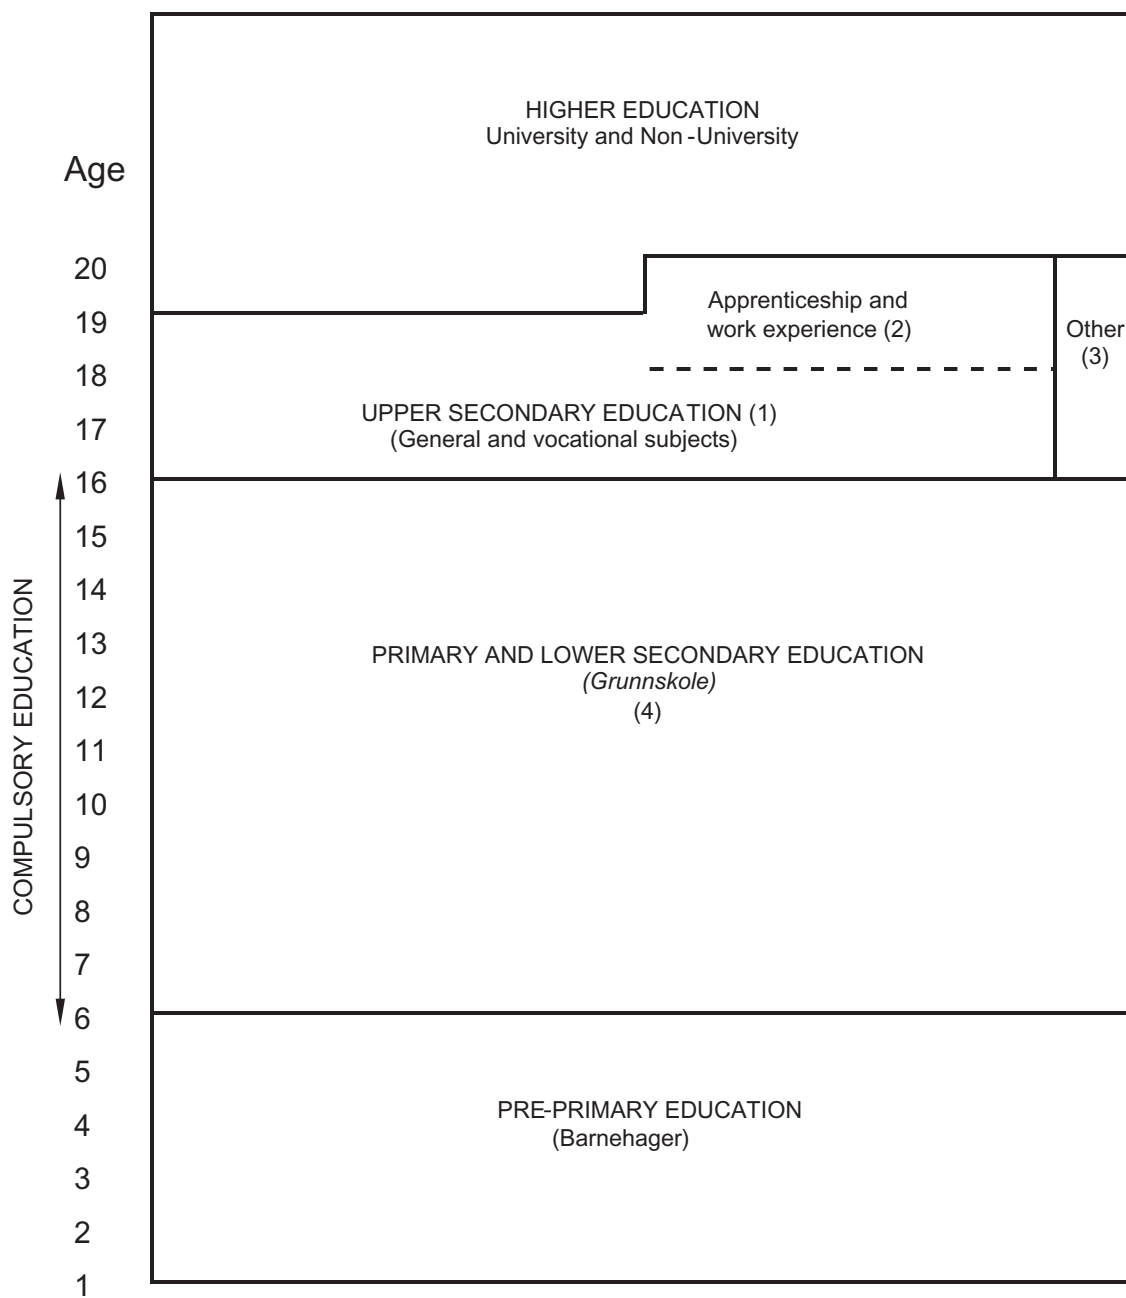 HIGHER EDUCATION
University and Non-University
Age
20
19
18
17
16
15
14
13
12
11
10
9
8
7
6
5
4
3
2
1
Apprenticeship and
work experience (2)
Other
(3)
UPPER SECONDARY EDUCATION (1)
(General and vocational subjects)
COMPULSORY EDUCATION
PRIMARY AND LOWER SECONDARY EDUCATION
(Grunnskole)
(4)
PRE-PRIMARY EDUCATION
(Barnehager)